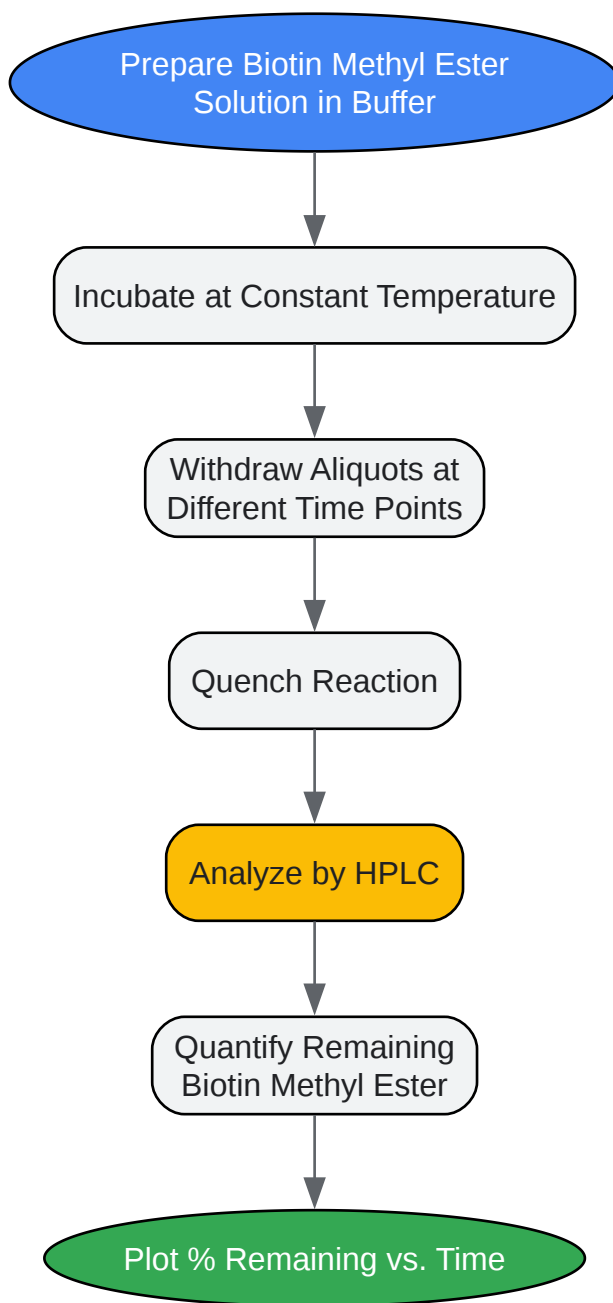 Prepare Biotin Methyl Ester
Solution in Buffer
Incubate at Constant Temperature
Withdraw Aliquots at
Different Time Points
Quench Reaction
Analyze by HPLC
Quantify Remaining
Biotin Methyl Ester
Plot % Remaining vs. Time